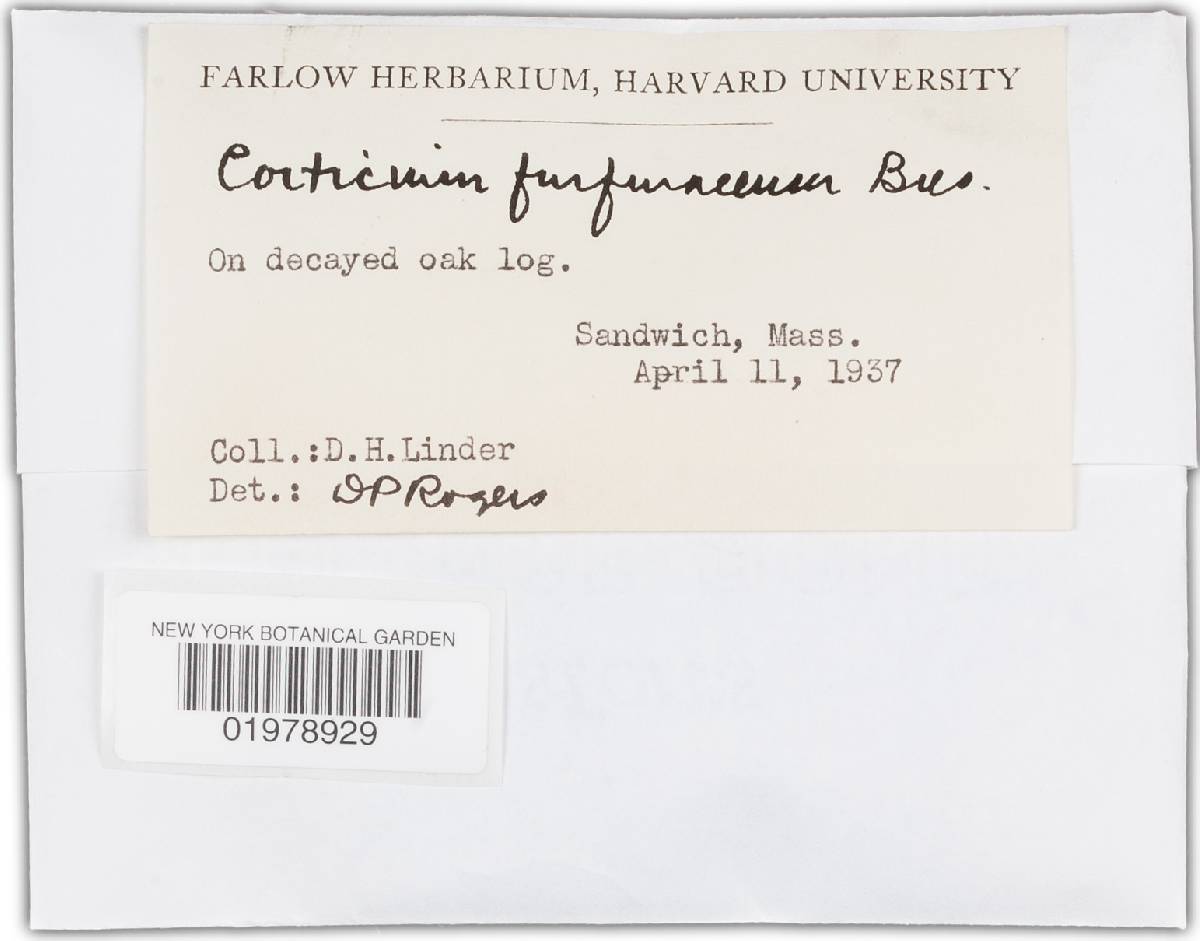 FARLOW HERBARIUM, HARVARD UNIVERSITY
Corticium furfuraceum Bres.
On decayed oak log.
Sandwich, Mass.
April 11, 1937
Coll.:D.H.Linder
Det.: DPRogers
NEW YORK BOTANICAL GARDEN
01978929